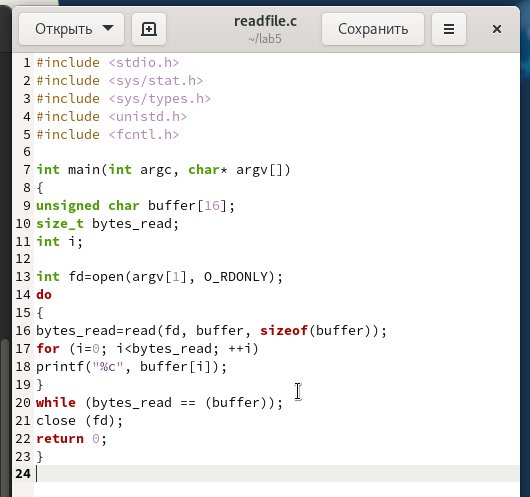 Открыть
readfile.c
~/lab5
Сохранить
1 #include <stdio.h>
2 #include <sys/stat.h>
3 #include <sys/types.h>
4 #include <unistd.h>
5 #include <fcntl.h>
6
7 int main(int argc, char* argv[])
8 {
9 unsigned char buffer[16];
10 size_t bytes_read;
11 int i;
12
13 int fd=open(argv[1], O_RDONLY);
14 do
15 {
16 bytes_read=read(fd, buffer, sizeof(buffer));
17 for (i=0; i<bytes_read; ++i)
18 printf("%c", buffer[i]);
19 }
20 while (bytes_read == (buffer));
21 close (fd);
22 return 0;
23 }
24